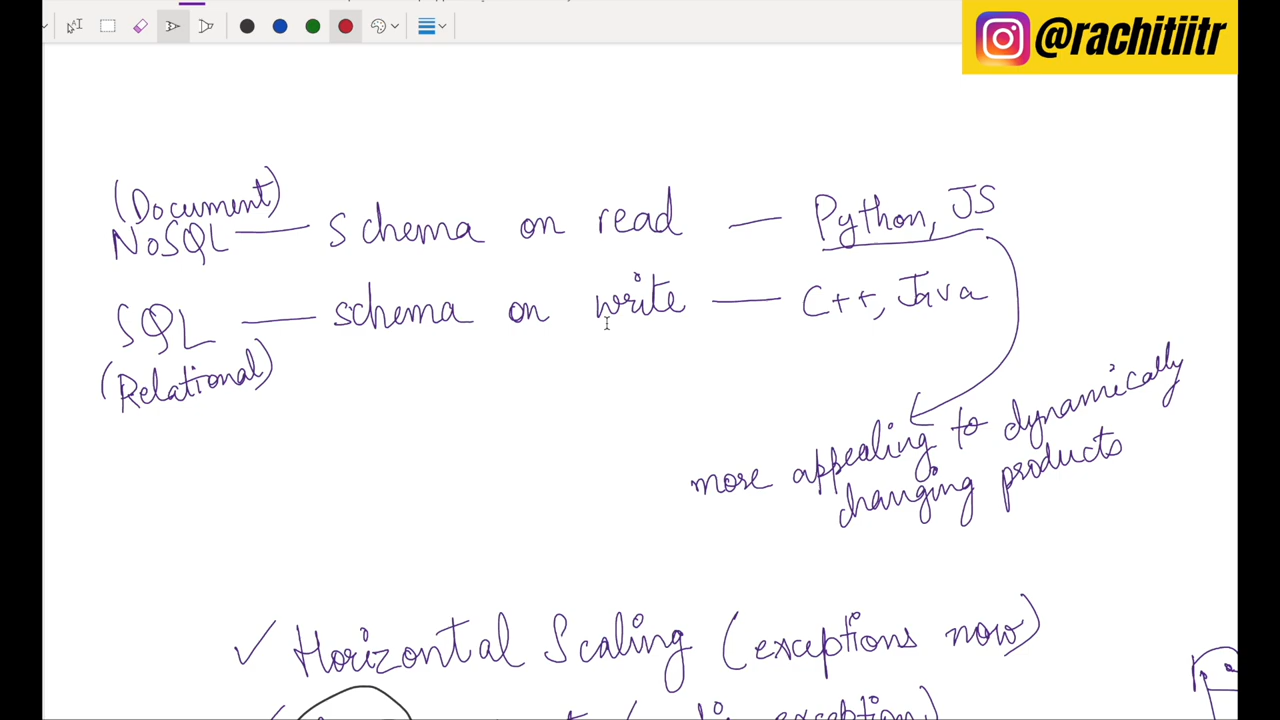 @rachitiitr
(Document)
NoSQL — schema on read — Python, JS
SQL — schema on write — C++, Java
(Relational)
more appealing to dynamically
changing products
✓ Horizontal Scaling (exceptions now)
exception)